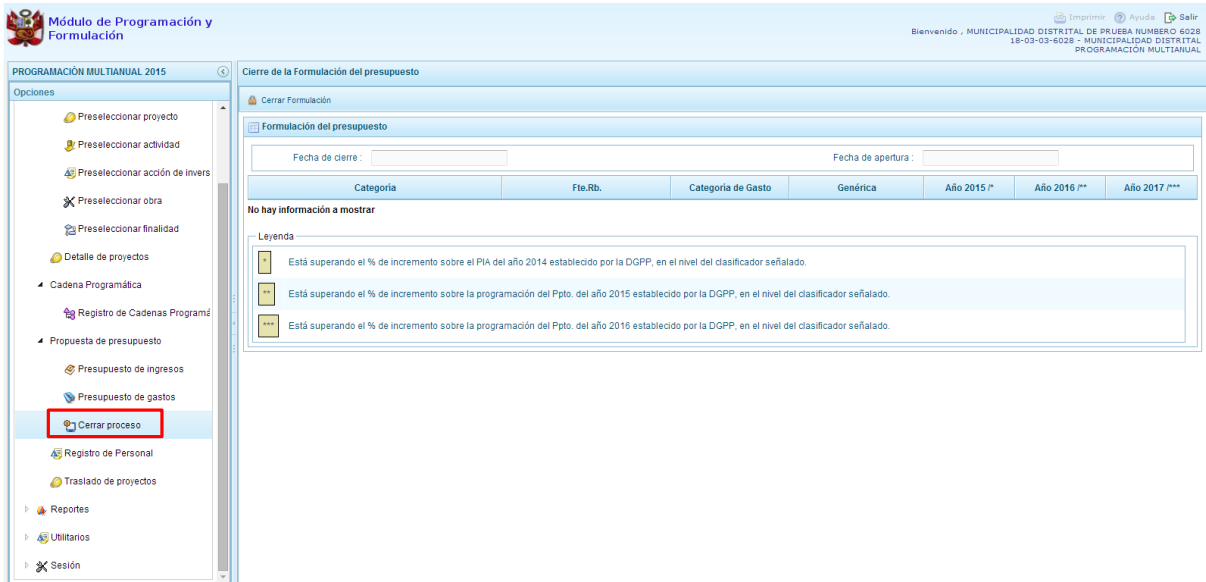 Módulo de Programación y
Formulación
Imprimir Ayuda Salir
Bienvenido , MUNICIPALIDAD DISTRITAL DE PRUEBA NUMBERO 6028
18-03-03-6028 - MUNICIPALIDAD DISTRITAL
PROGRAMACIÓN MULTIANUAL
PROGRAMACIÓN MULTIANUAL 2015
Opciones
Preseleccionar proyecto
Preseleccionar actividad
Preseleccionar acción de invers
Preseleccionar obra
Preseleccionar finalidad
Detalle de proyectos
Cadena Programática
Registro de Cadenas Programá
Propuesta de presupuesto
Presupuesto de ingresos
Presupuesto de gastos
Cerrar proceso
Registro de Personal
Traslado de proyectos
Reportes
Utilitarios
Sesión
Cierre de la Formulación del presupuesto
Cerrar Formulación
Formulación del presupuesto
Fecha de cierre : Fecha de apertura :
Categoría Fte.Rb. Categoría de Gasto Genérica Año 2015 /* Año 2016 /** Año 2017 /***
No hay información a mostrar
Leyenda
* Está superando el % de incremento sobre el PIA del año 2014 establecido por la DGPP, en el nivel del clasificador señalado.
** Está superando el % de incremento sobre la programación del Ppto. del año 2015 establecido por la DGPP, en el nivel del clasificador señalado.
*** Está superando el % de incremento sobre la programación del Ppto. del año 2016 establecido por la DGPP, en el nivel del clasificador señalado.